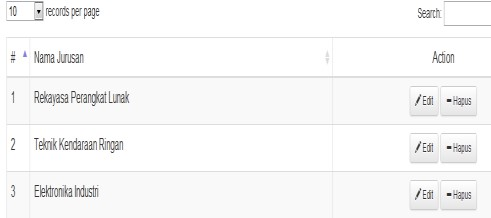 10 records per page Search:
# Nama Jurusan Action
1 Rekayasa Perangkat Lunak Edit Hapus
2 Teknik Kendaraan Ringan Edit Hapus
3 Elektronika Industri Edit Hapus